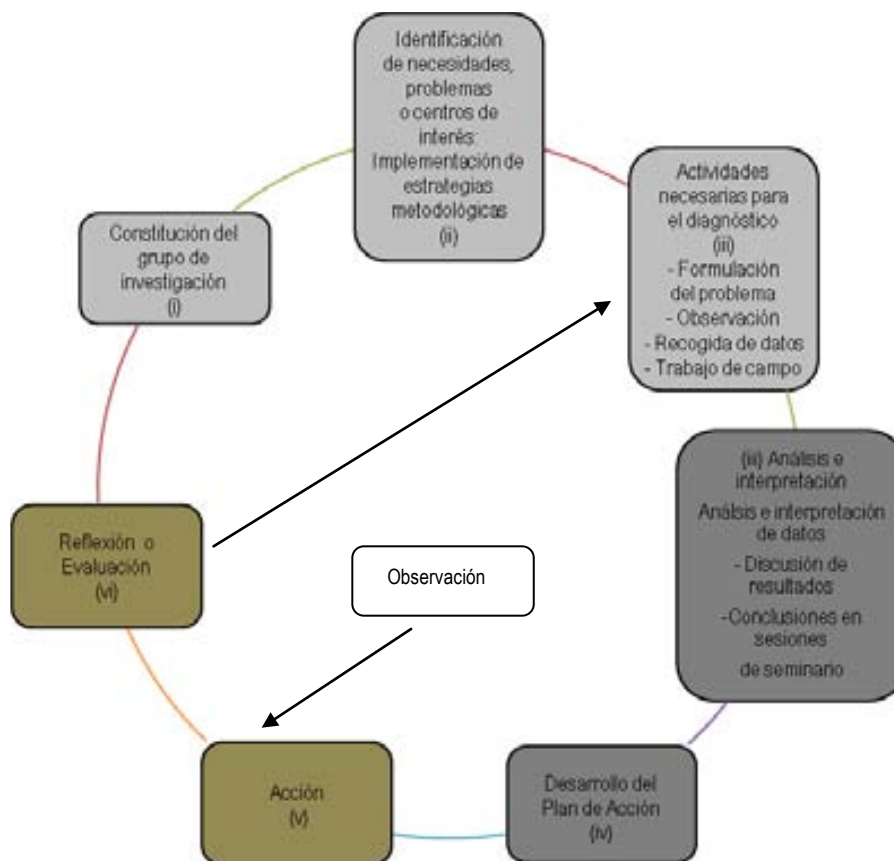 Identificación
de necesidades,
problemas
o centros de
interés:
Implementación de
estrategias
metodológicas
(ii)
Actividades
necesarias para
el diagnóstico
(iii)
- Formulación
del problema
- Observación
- Recogida de datos
- Trabajo de campo
Constitución del
grupo de
investigación
(i)
(iii) Análisis e
interpretación
Análisis e interpretación
de datos
- Discusión de
resultados
-Conclusiones en
sesiones
de seminario
Reflexión o
Evaluación
(vi)
Observación
Acción
(v)
Desarrollo del
Plan de Acción
(iv)